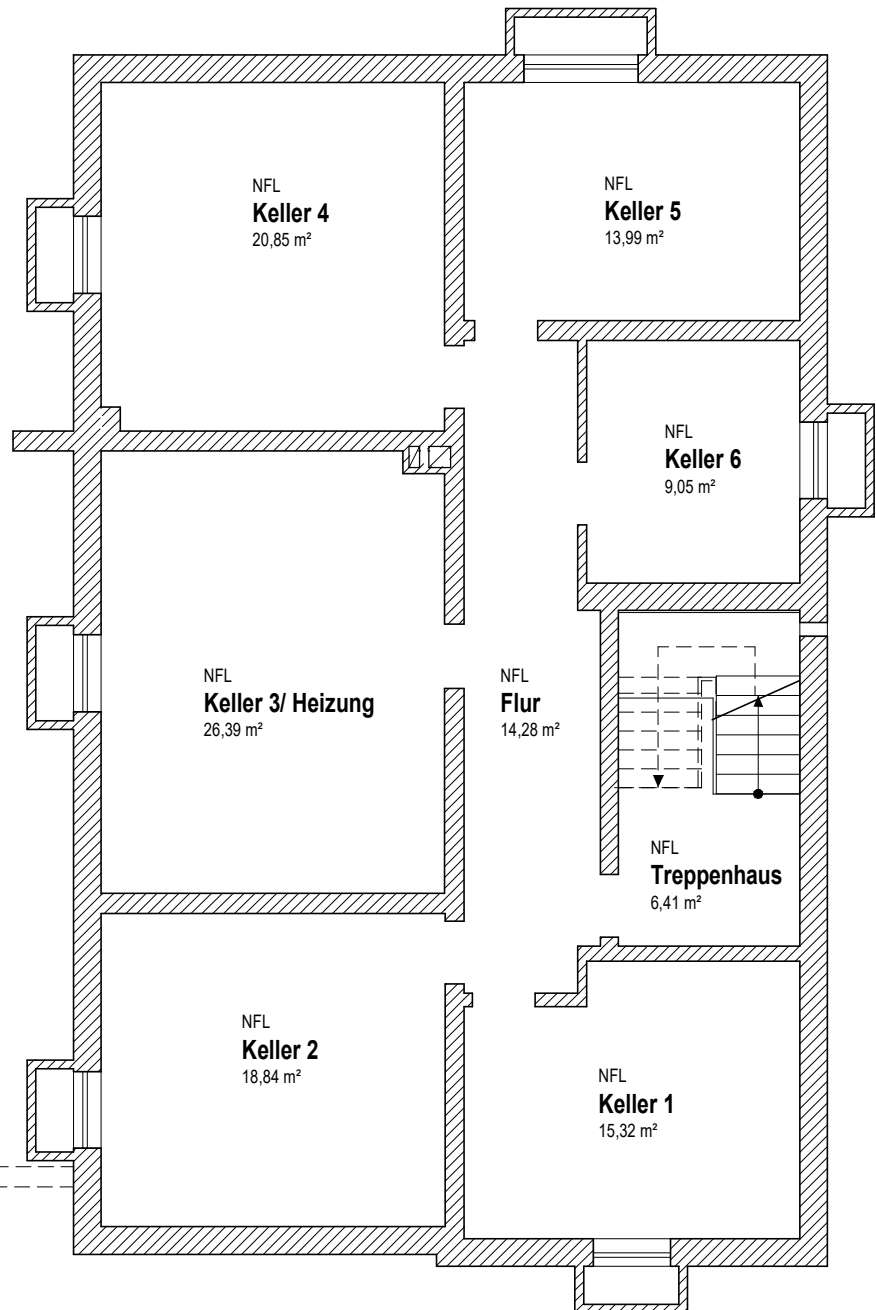 NFL
Keller 4
20,85 m²
NFL
Keller 5
13,99 m²
NFL
Keller 6
9,05 m²
NFL
Keller 3/ Heizung
26,39 m²
NFL
Flur
14,28 m²
NFL
Treppenhaus
6,41 m²
NFL
Keller 2
18,84 m²
NFL
Keller 1
15,32 m²